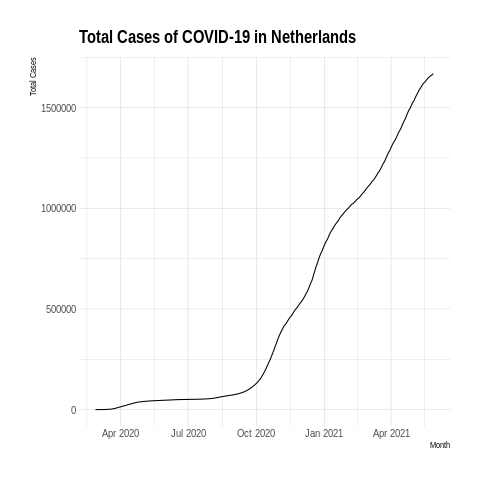 Total Cases of COVID-19 in Netherlands
Total Cases
1500000
1000000
500000
0
Apr 2020 Jul 2020 Oct 2020 Jan 2021 Apr 2021
Month